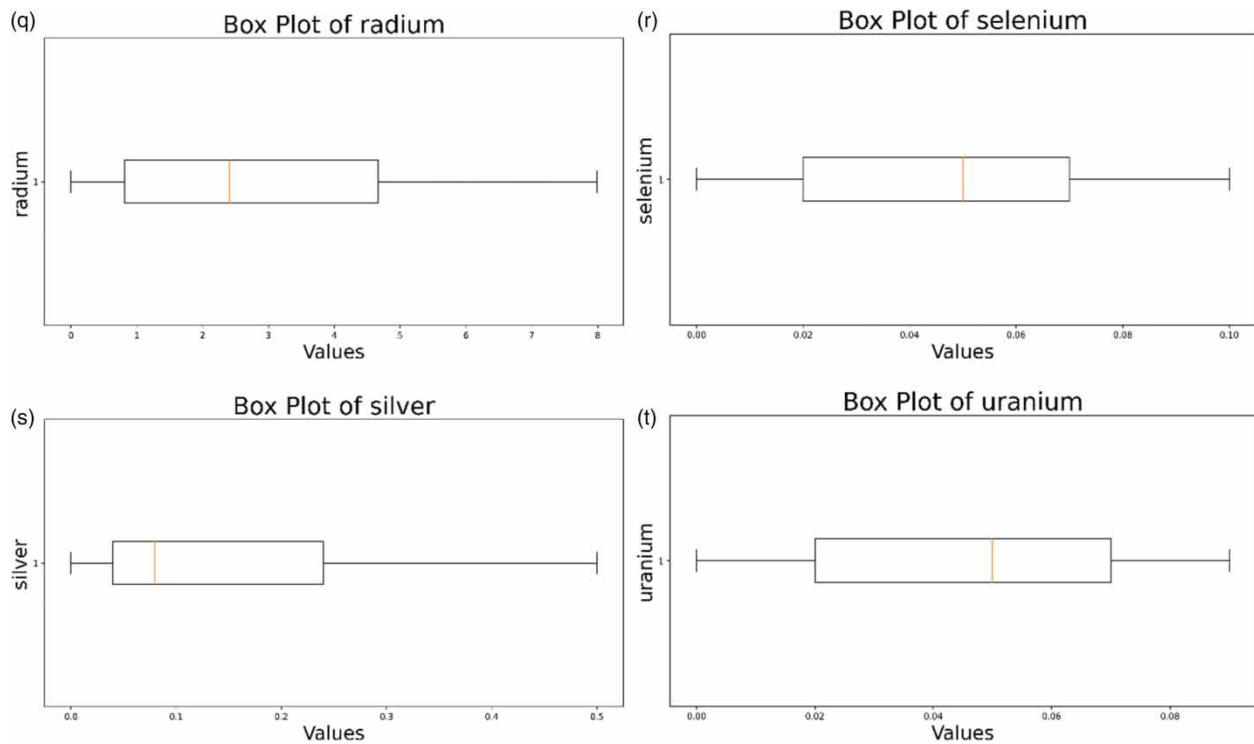 (q)
Box Plot of radium
radium
1
0 1 2 3 4 5 6 7 8
Values
(r)
Box Plot of selenium
selenium
1
0.00 0.02 0.04 0.06 0.08 0.10
Values
(s)
Box Plot of silver
silver
1
0.0 0.1 0.2 0.3 0.4 0.5
Values
(t)
Box Plot of uranium
uranium
1
0.00 0.02 0.04 0.06 0.08
Values